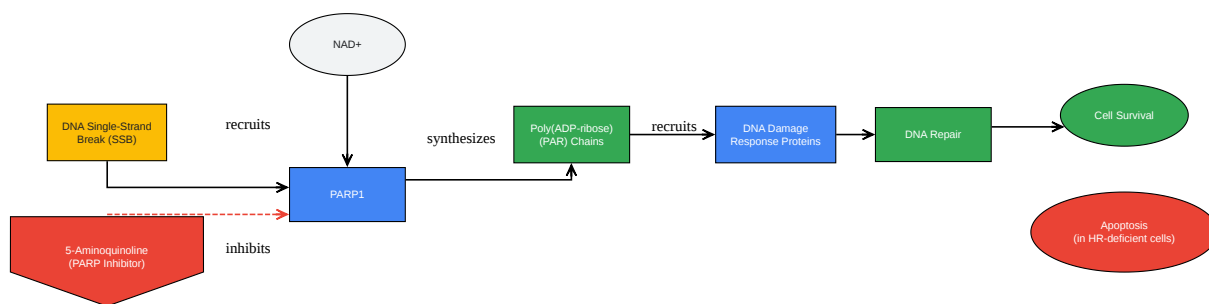 NAD+
DNA Single-Strand
Break (SSB)
recruits
synthesizes
Poly(ADP-ribose)
(PAR) Chains
recruits
DNA Damage
Response Proteins
DNA Repair
Cell Survival
PARP1
5-Aminoquinoline
(PARP Inhibitor)
inhibits
Apoptosis
(in HR-deficient cells)